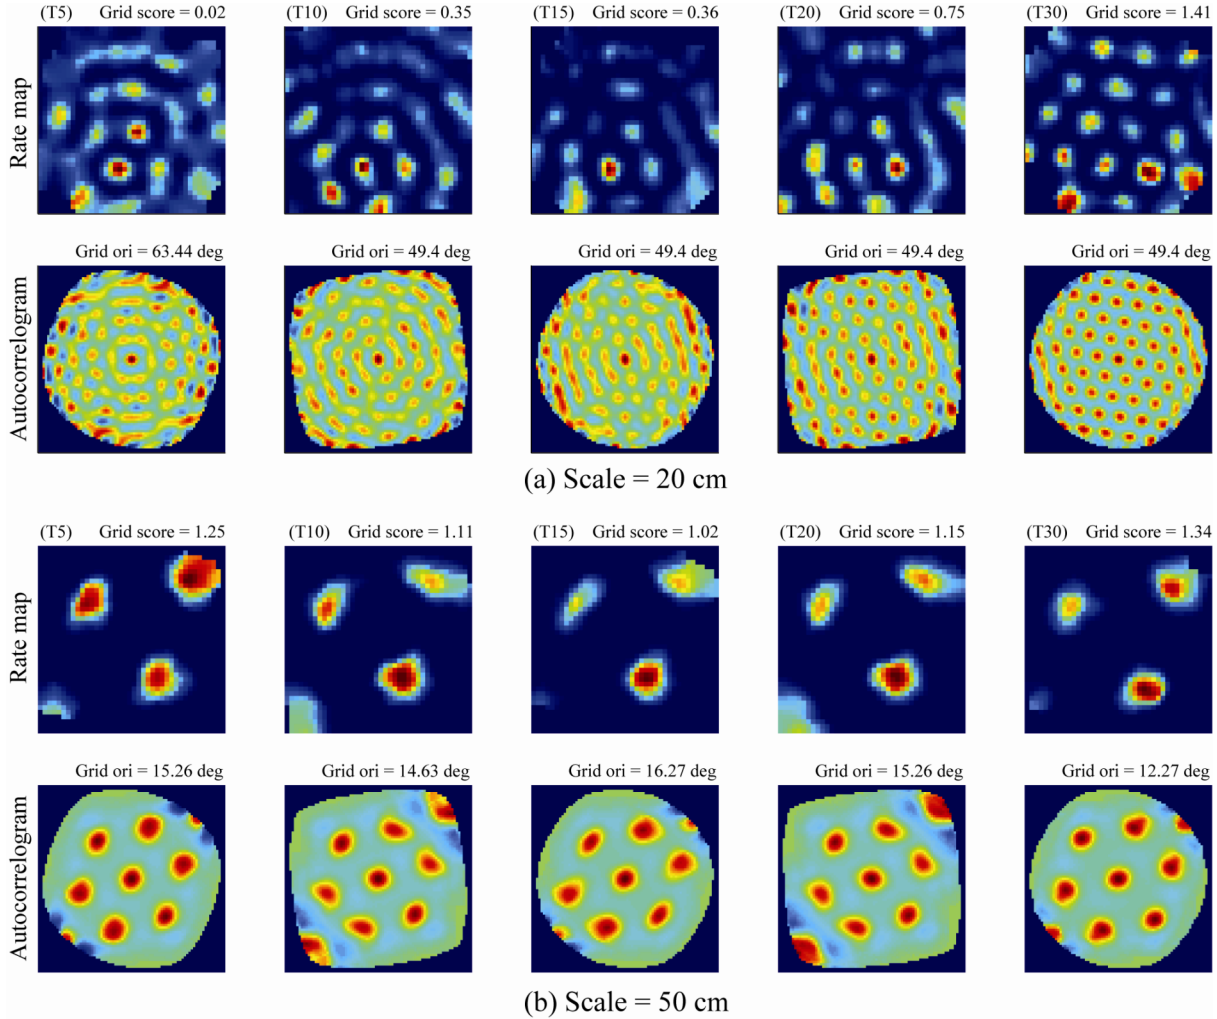 (T5) Grid score = 0.02 (T10) Grid score = 0.35 (T15) Grid score = 0.36 (T20) Grid score = 0.75 (T30) Grid score = 1.41
Rate map
Grid ori = 63.44 deg Grid ori = 49.4 deg Grid ori = 49.4 deg Grid ori = 49.4 deg Grid ori = 49.4 deg
Autocorrelogram
(a) Scale = 20 cm
(T5) Grid score = 1.25 (T10) Grid score = 1.11 (T15) Grid score = 1.02 (T20) Grid score = 1.15 (T30) Grid score = 1.34
Rate map
Grid ori = 15.26 deg Grid ori = 14.63 deg Grid ori = 16.27 deg Grid ori = 15.26 deg Grid ori = 12.27 deg
Autocorrelogram
(b) Scale = 50 cm